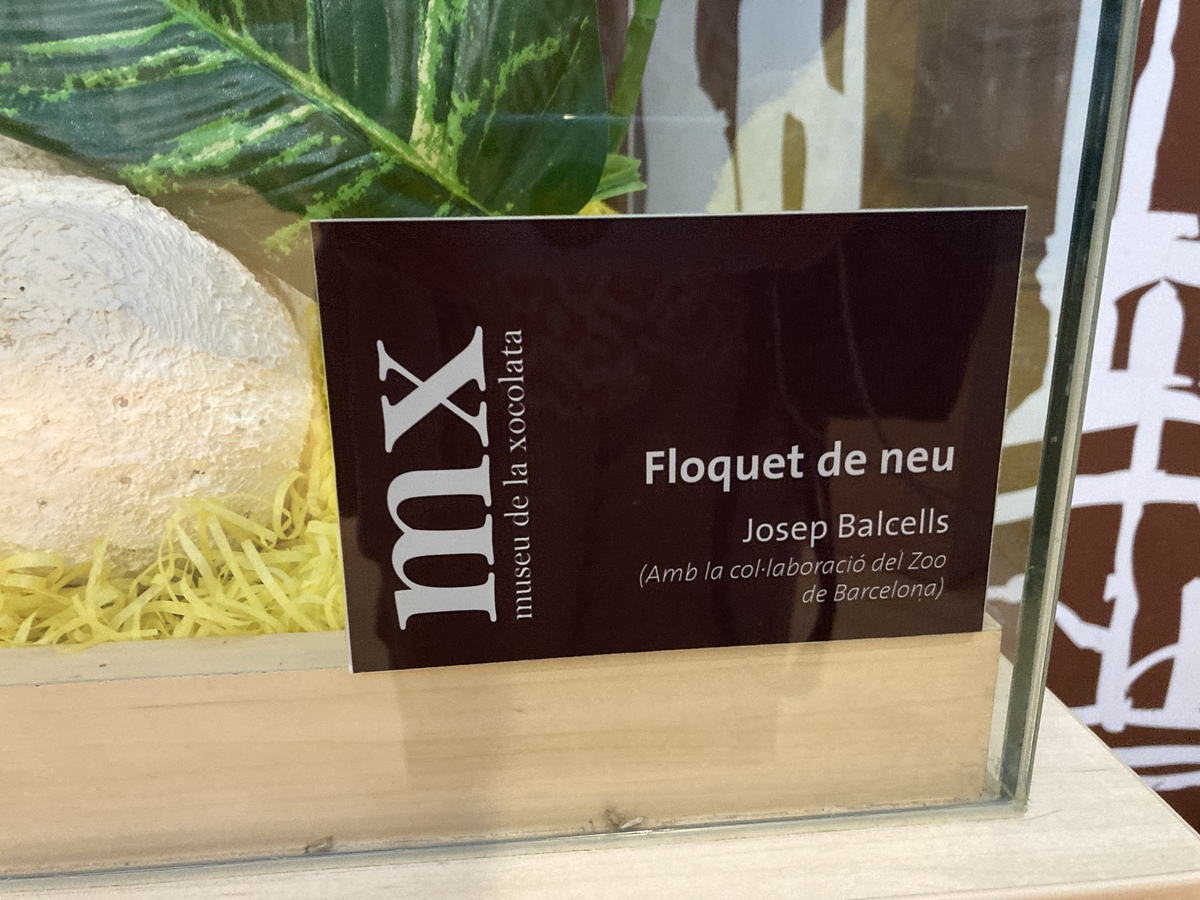 mx
museu de la xocolata
Floquet de neu
Josep Balcells
(Amb la col·laboració del Zoo
de Barcelona)